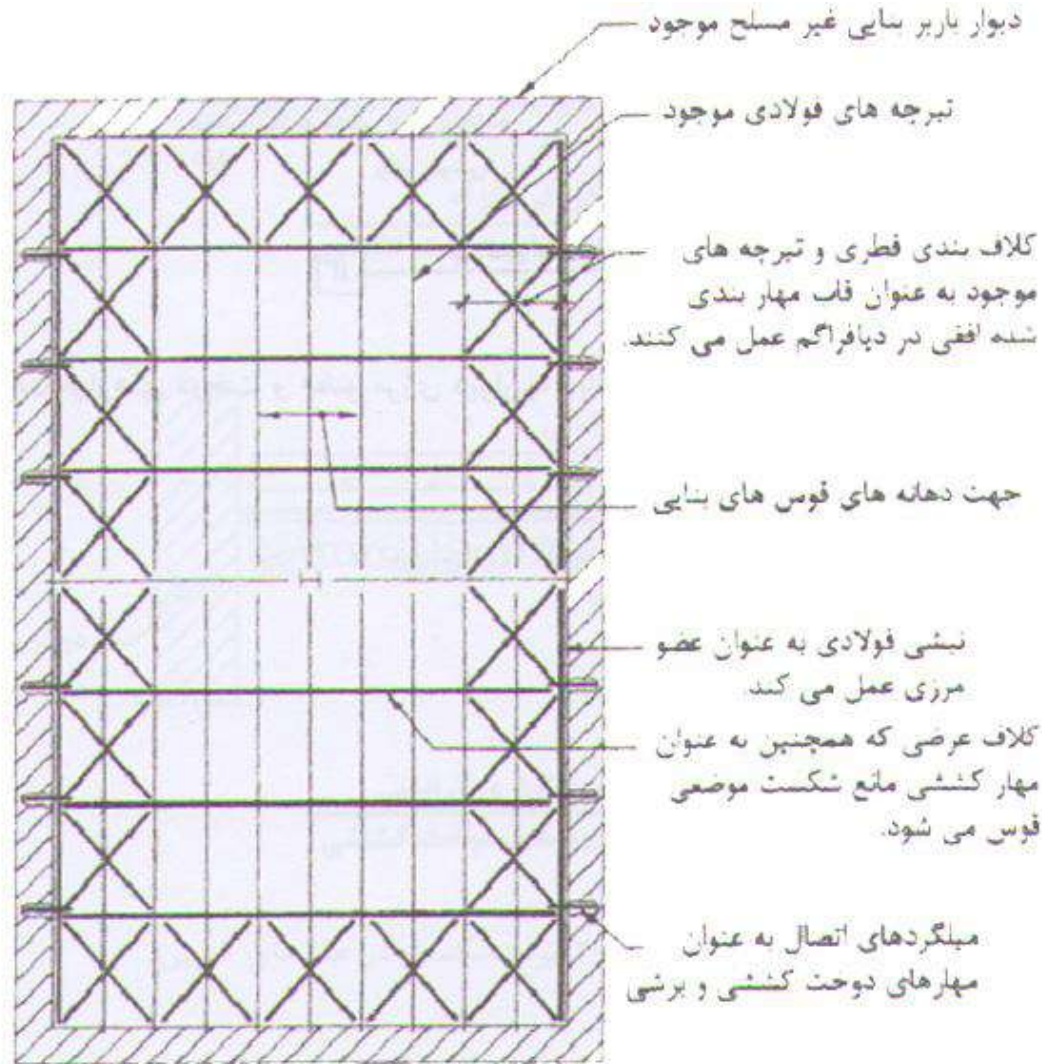 دیوار باربر بنایی غیر مسلح موجود
تیرچه های فولادی موجود
کلاف بندی قطری و تیرچه های
موجود به عنوان قاب مهار بندی
شده افقی در دیافراگم عمل می کنند.
جهت دهانه های قوس های بنایی
نبشی فولادی به عنوان عضو
مرزی عمل می کند.
کلاف عرضی که همچنین به عنوان
مهار کششی مانع شکست موضعی
قوس می شود.
میلگردهای اتصال به عنوان
مهارهای دوخت کششی و برشی